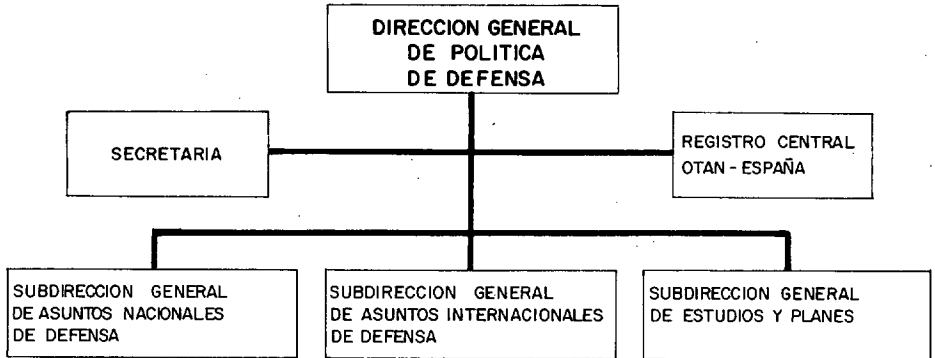 DIRECCION GENERAL
DE POLITICA
DE DEFENSA
SECRETARIA
REGISTRO CENTRAL
OTAN - ESPAÑA
SUBDIRECCION GENERAL
DE ASUNTOS NACIONALES
DE DEFENSA
SUBDIRECCION GENERAL
DE ASUNTOS INTERNACIONALES
DE DEFENSA
SUBDIRECCION GENERAL
DE ESTUDIOS Y PLANES